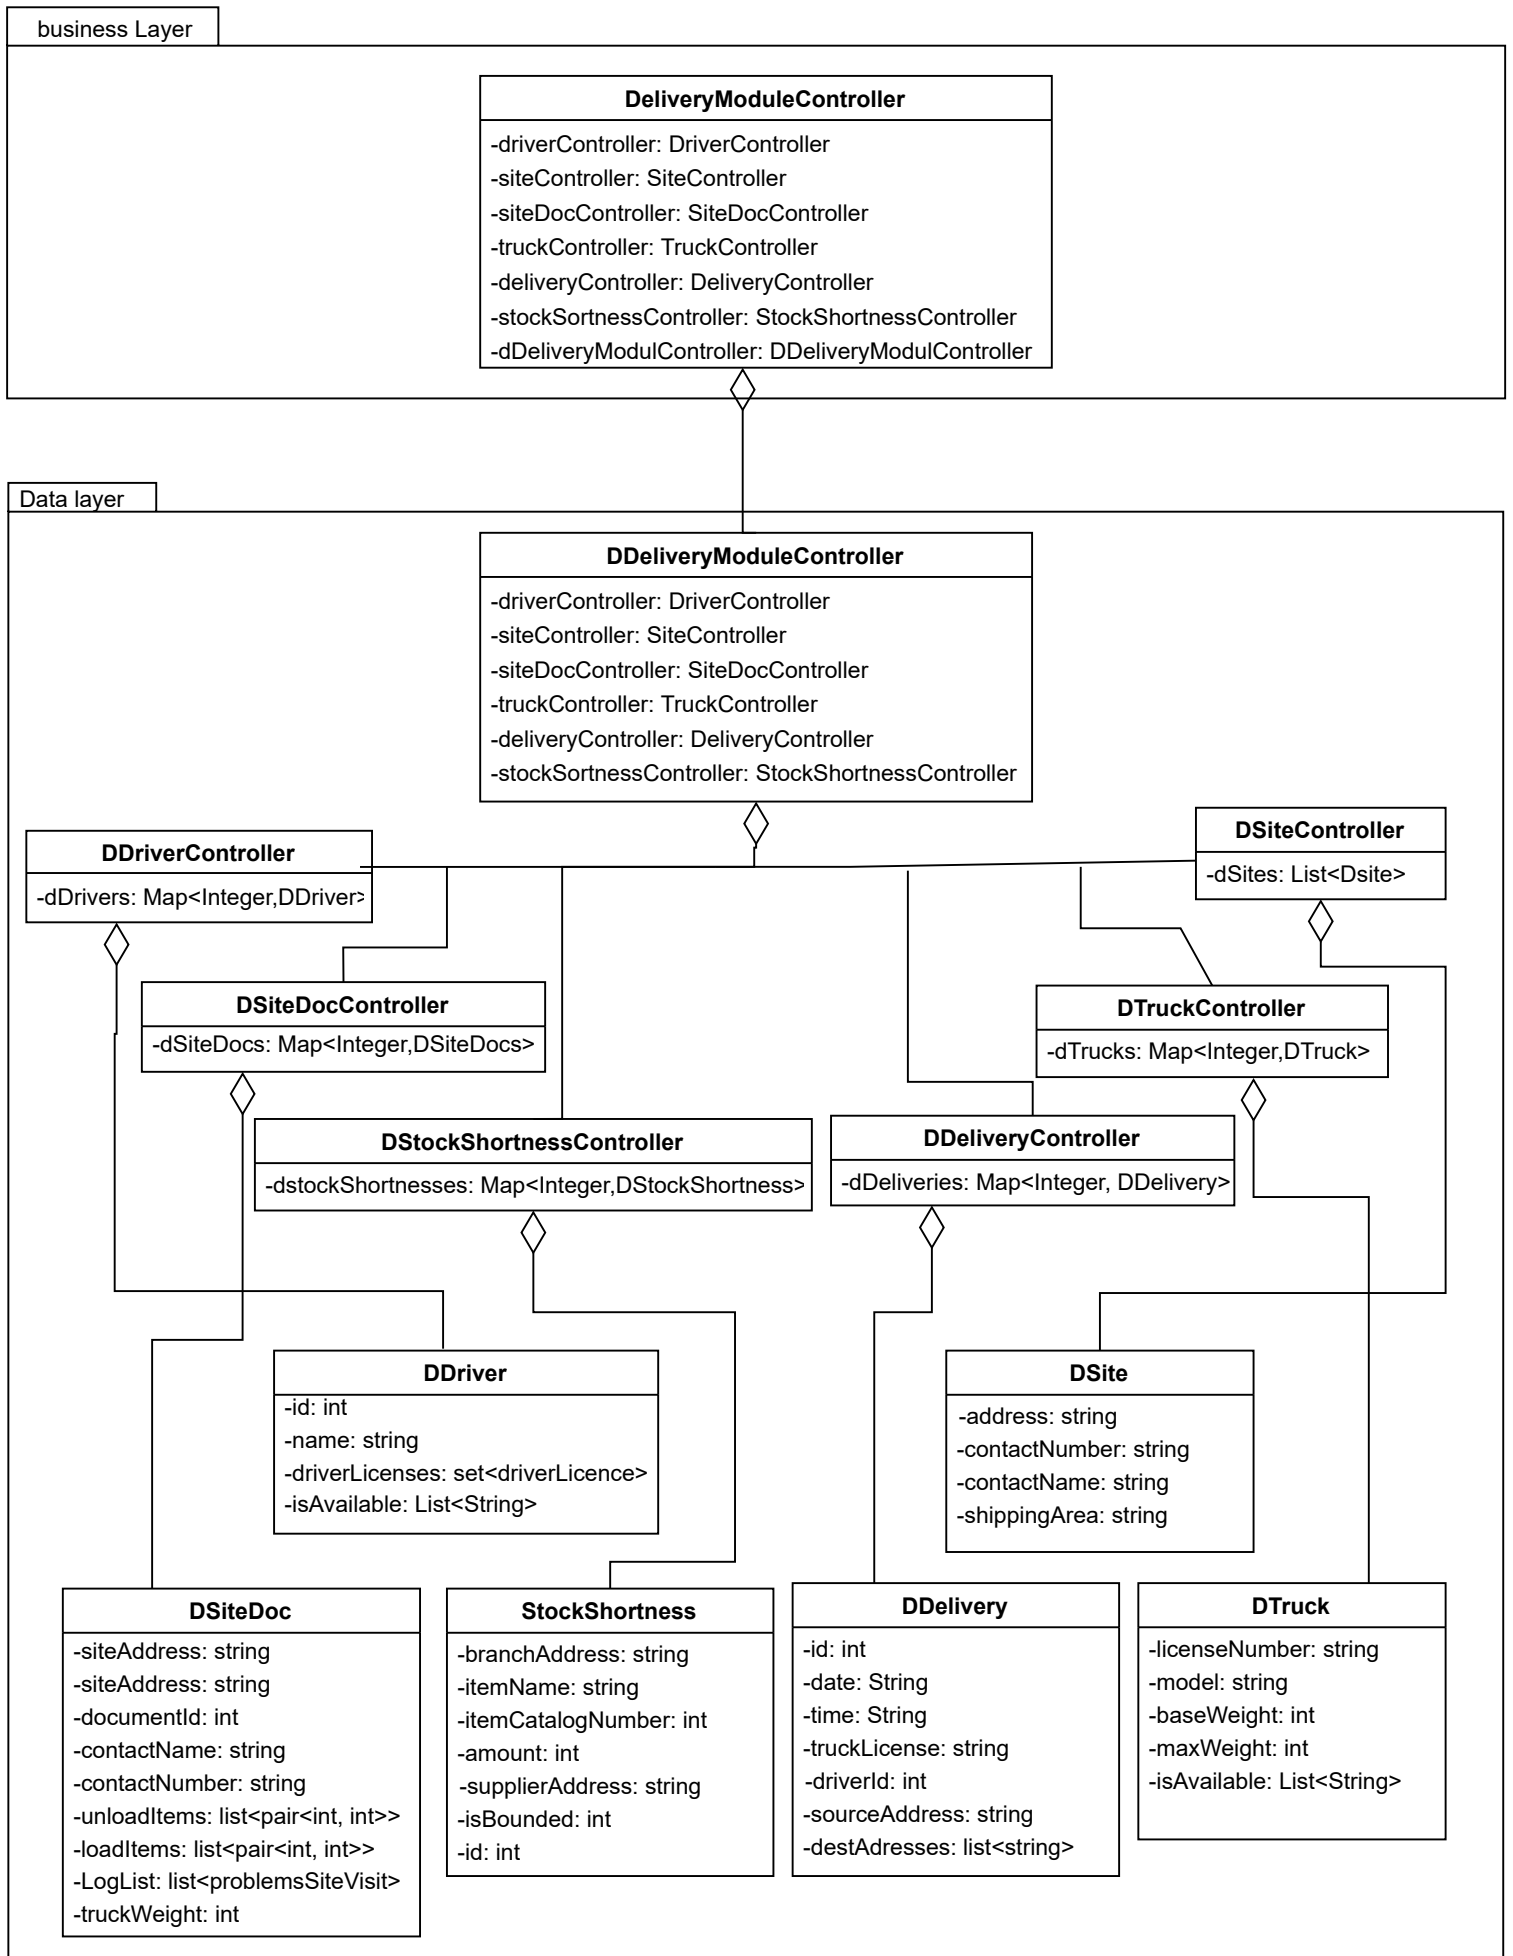 business Layer
DeliveryModuleController
-driverController: DriverController
-siteController: SiteController
-siteDocController: SiteDocController
-truckController: TruckController
-deliveryController: DeliveryController
-stockSortnessController: StockShortnessController
-dDeliveryModulController: DDeliveryModulController
Data layer
DDeliveryModuleController
-driverController: DriverController
-siteController: SiteController
-siteDocController: SiteDocController
-truckController: TruckController
-deliveryController: DeliveryController
-stockSortnessController: StockShortnessController
DDriverController
-dDrivers: Map<Integer,DDriver>
DSiteController
-dSites: List<Dsite>
DSiteDocController
-dSiteDocs: Map<Integer,DSiteDocs>
DTruckController
-dTrucks: Map<Integer,DTruck>
DStockShortnessController
-dstockShortnesses: Map<Integer,DStockShortness>
DDeliveryController
-dDeliveries: Map<Integer, DDelivery>
DDriver
-id: int
-name: string
-driverLicenses: set<driverLicence>
-isAvailable: List<String>
DSite
-address: string
-contactNumber: string
-contactName: string
-shippingArea: string
DSiteDoc
-siteAddress: string
-siteAddress: string
-documentId: int
-contactName: string
-contactNumber: string
-unloadItems: list<pair<int, int>>
-loadItems: list<pair<int, int>>
-LogList: list<problemsSiteVisit>
-truckWeight: int
StockShortness
-branchAddress: string
-itemName: string
-itemCatalogNumber: int
-amount: int
-supplierAddress: string
-isBounded: int
-id: int
DDelivery
-id: int
-date: String
-time: String
-truckLicense: string
-driverId: int
-sourceAddress: string
-destAdresses: list<string>
DTruck
-licenseNumber: string
-model: string
-baseWeight: int
-maxWeight: int
-isAvailable: List<String>